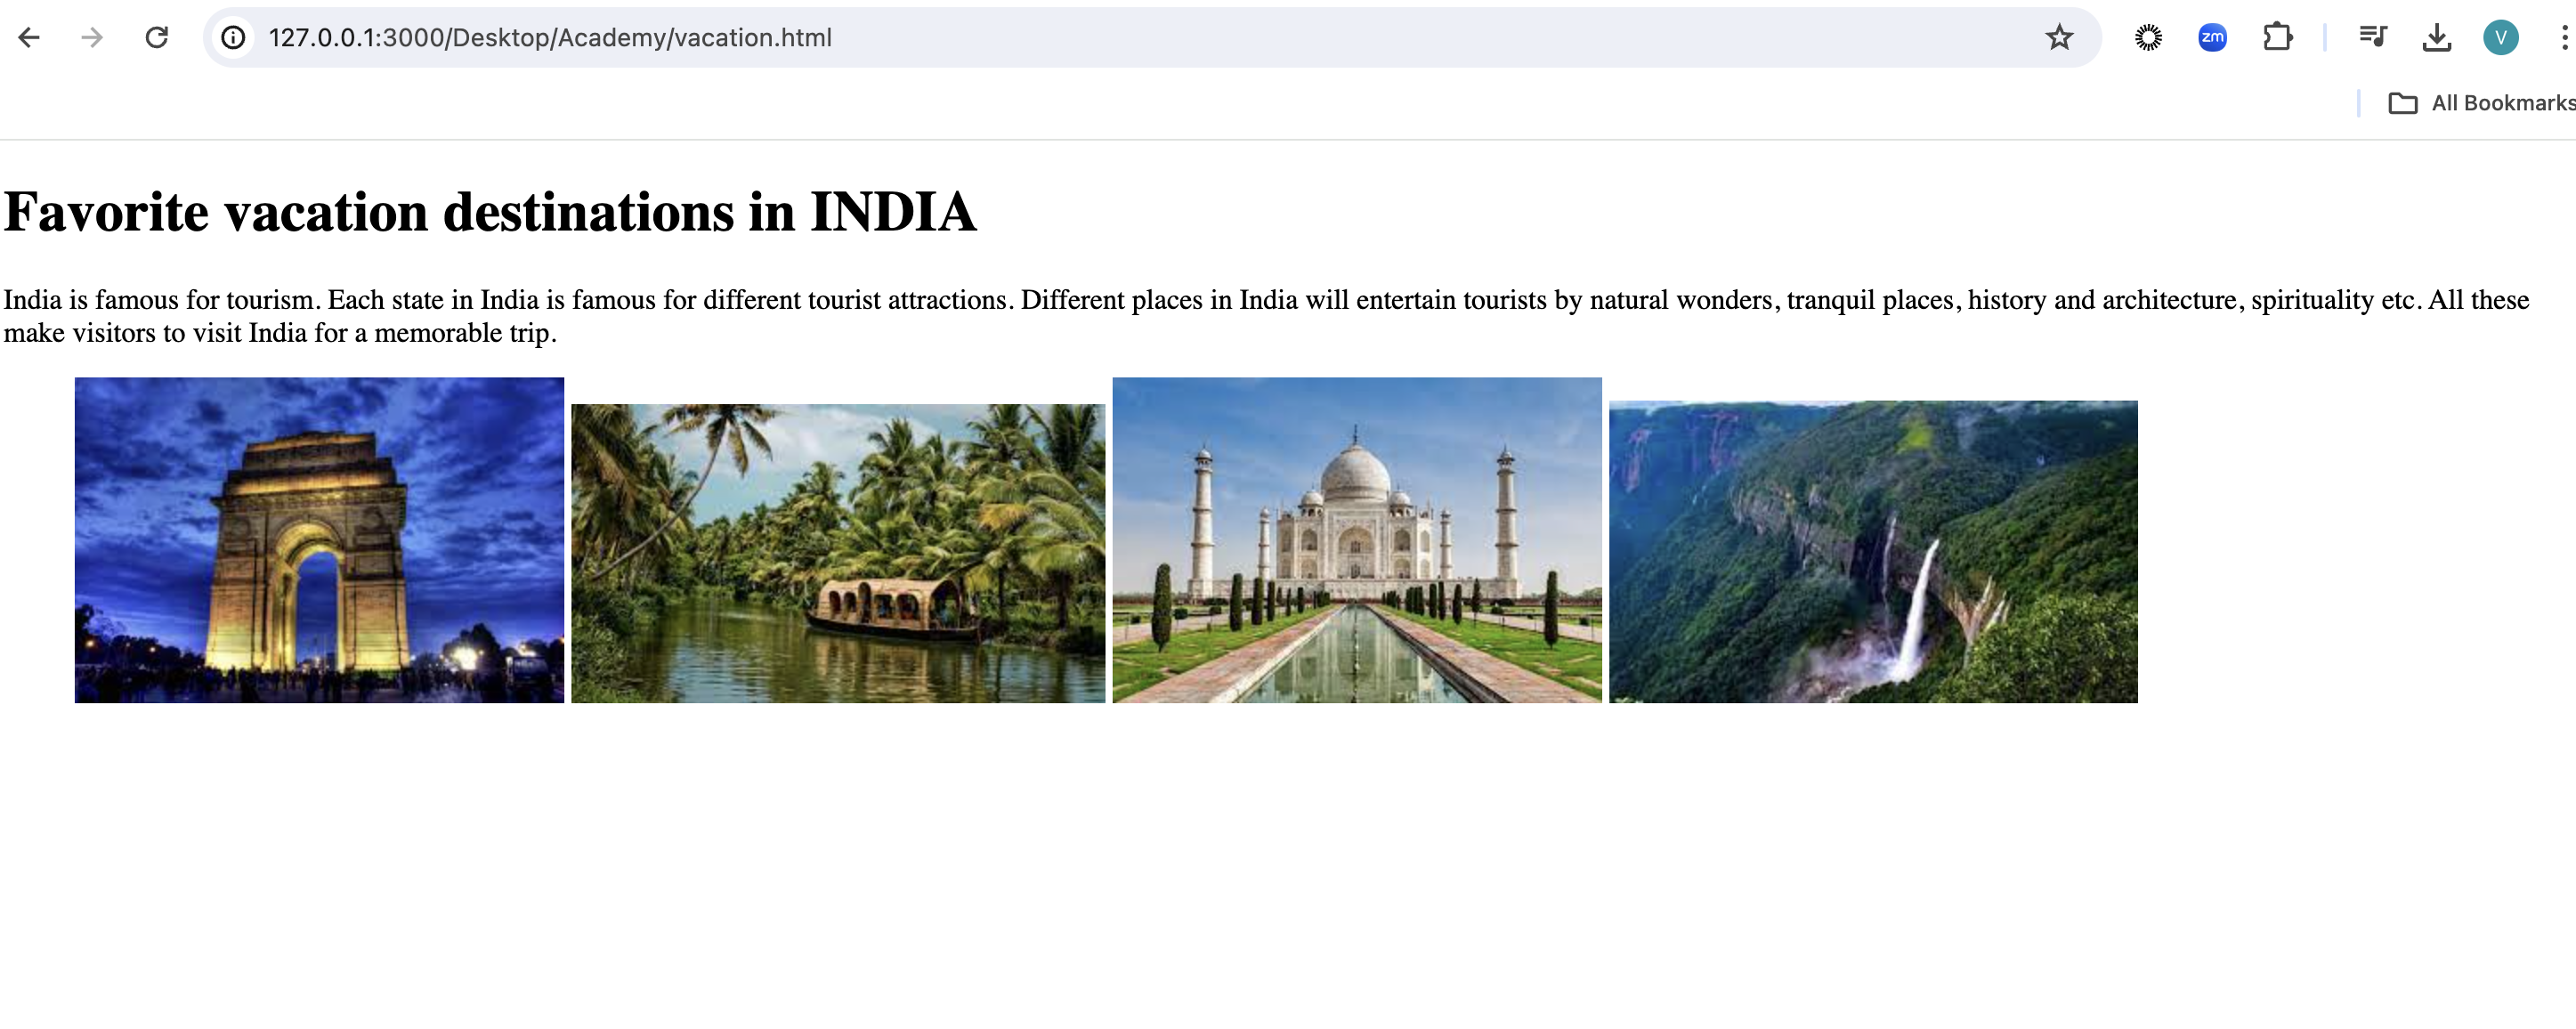 127.0.0.1:3000/Desktop/Academy/vacation.html
zm
V
All Bookmarks
Favorite vacation destinations in INDIA
India is famous for tourism. Each state in India is famous for different tourist attractions. Different places in India will entertain tourists by natural wonders, tranquil places, history and architecture, spirituality etc. All these
make visitors to visit India for a memorable trip.